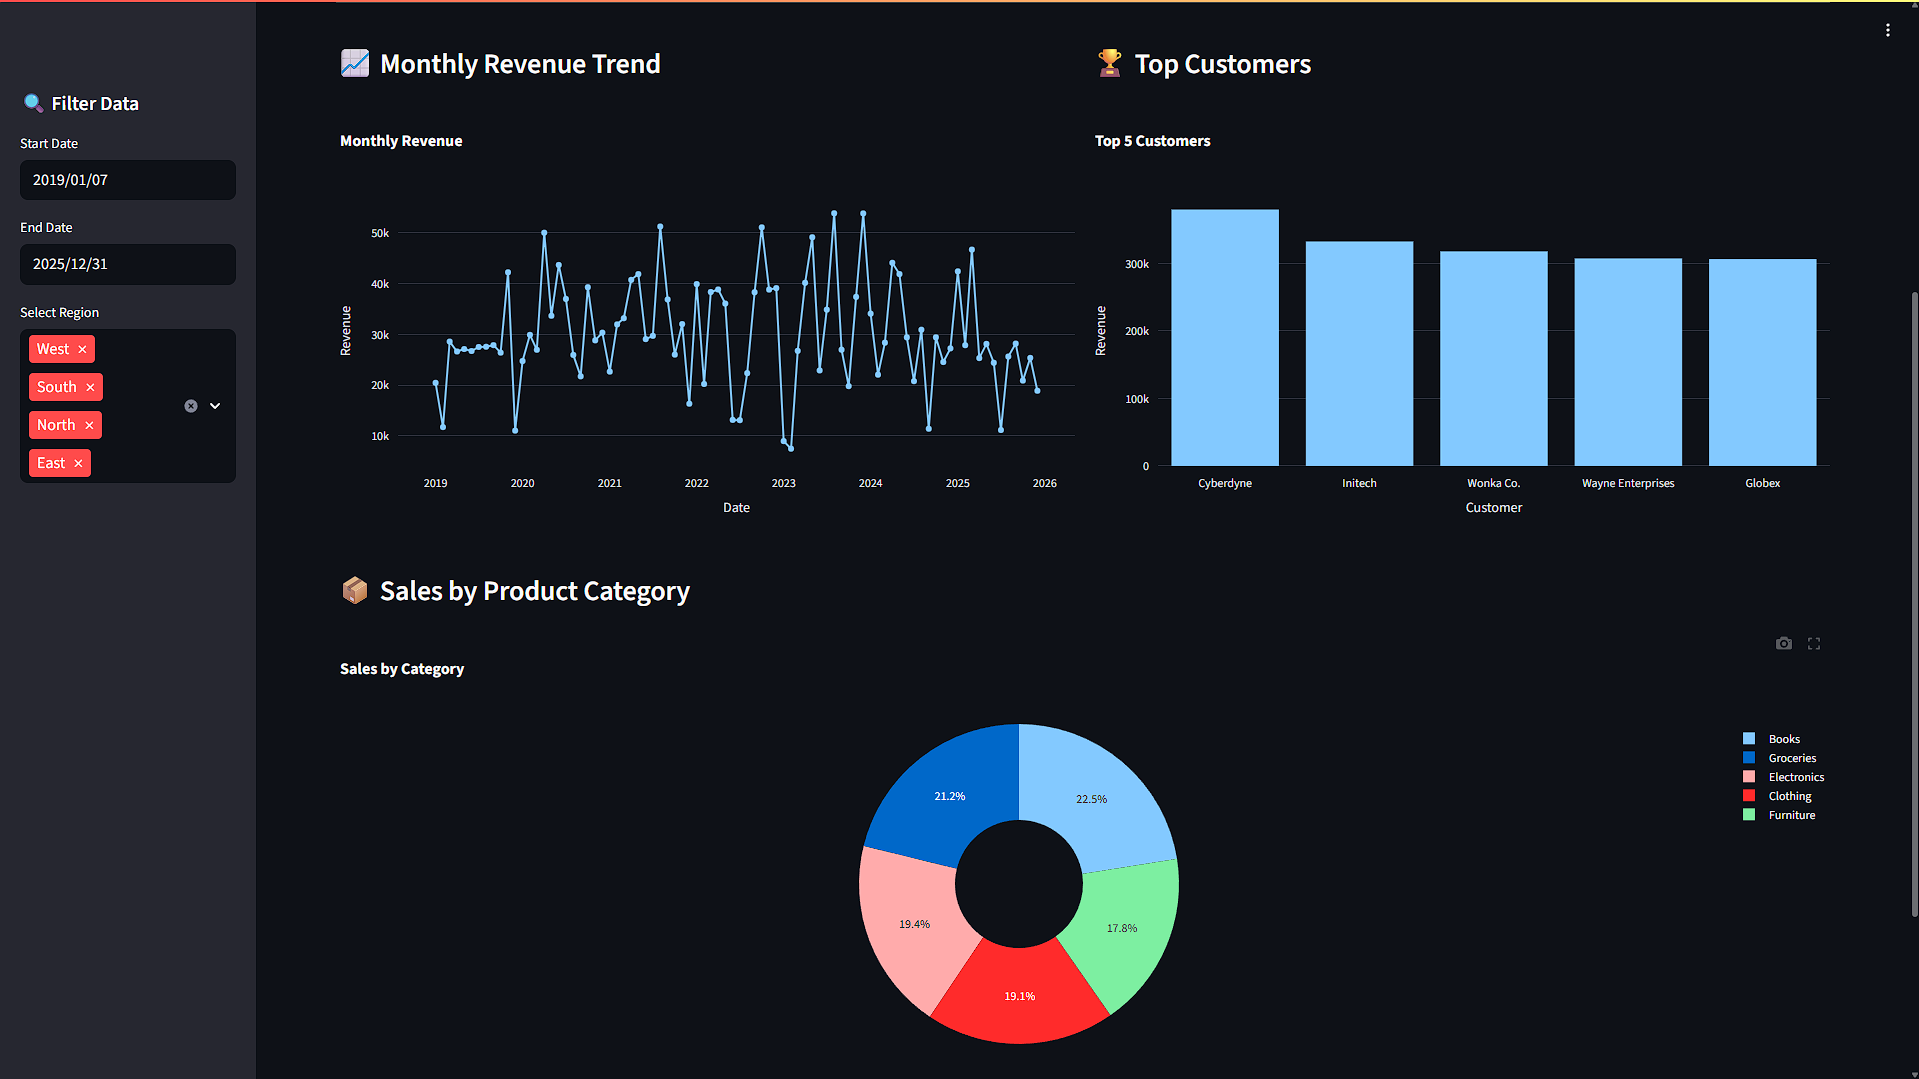 Filter Data
Start Date
2019/01/07
End Date
2025/12/31
Select Region
West ×
South ×
North ×
East ×
Monthly Revenue Trend
Monthly Revenue
50k
40k
30k
20k
10k
Revenue
2019 2020 2021 2022 2023 2024 2025 2026
Date
Top Customers
Top 5 Customers
300k
200k
100k
0
Revenue
Cyberdyne Initech Wonka Co. Wayne Enterprises Globex
Customer
Sales by Product Category
Sales by Category
21.2%
22.5%
19.4%
17.8%
19.1%
Books
Groceries
Electronics
Clothing
Furniture